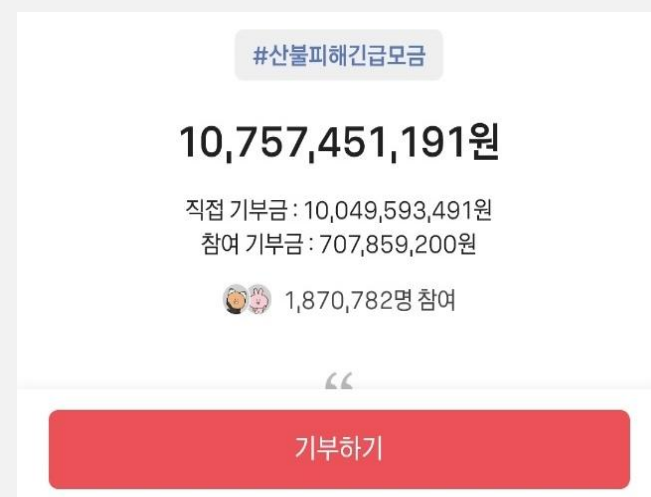 #산불피해긴급모금
10,757,451,191원
직접 기부금 : 10,049,593,491원
참여 기부금 : 707,859,200원
1,870,782명 참여
“
기부하기